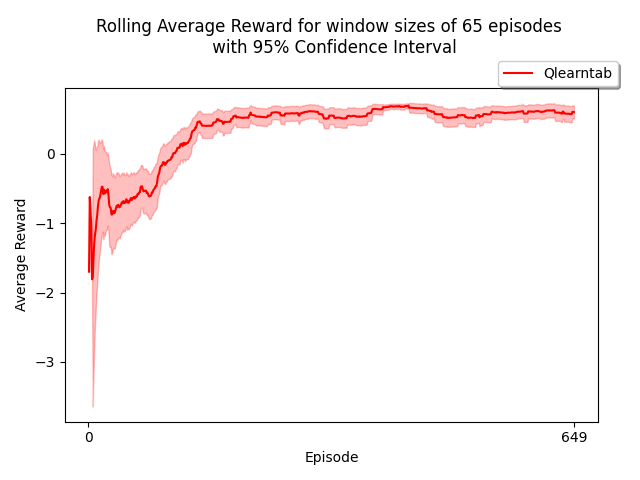 Rolling Average Reward for window sizes of 65 episodes
with 95% Confidence Interval
Qlearntab
0
−1
−2
−3
Average Reward
0
649
Episode